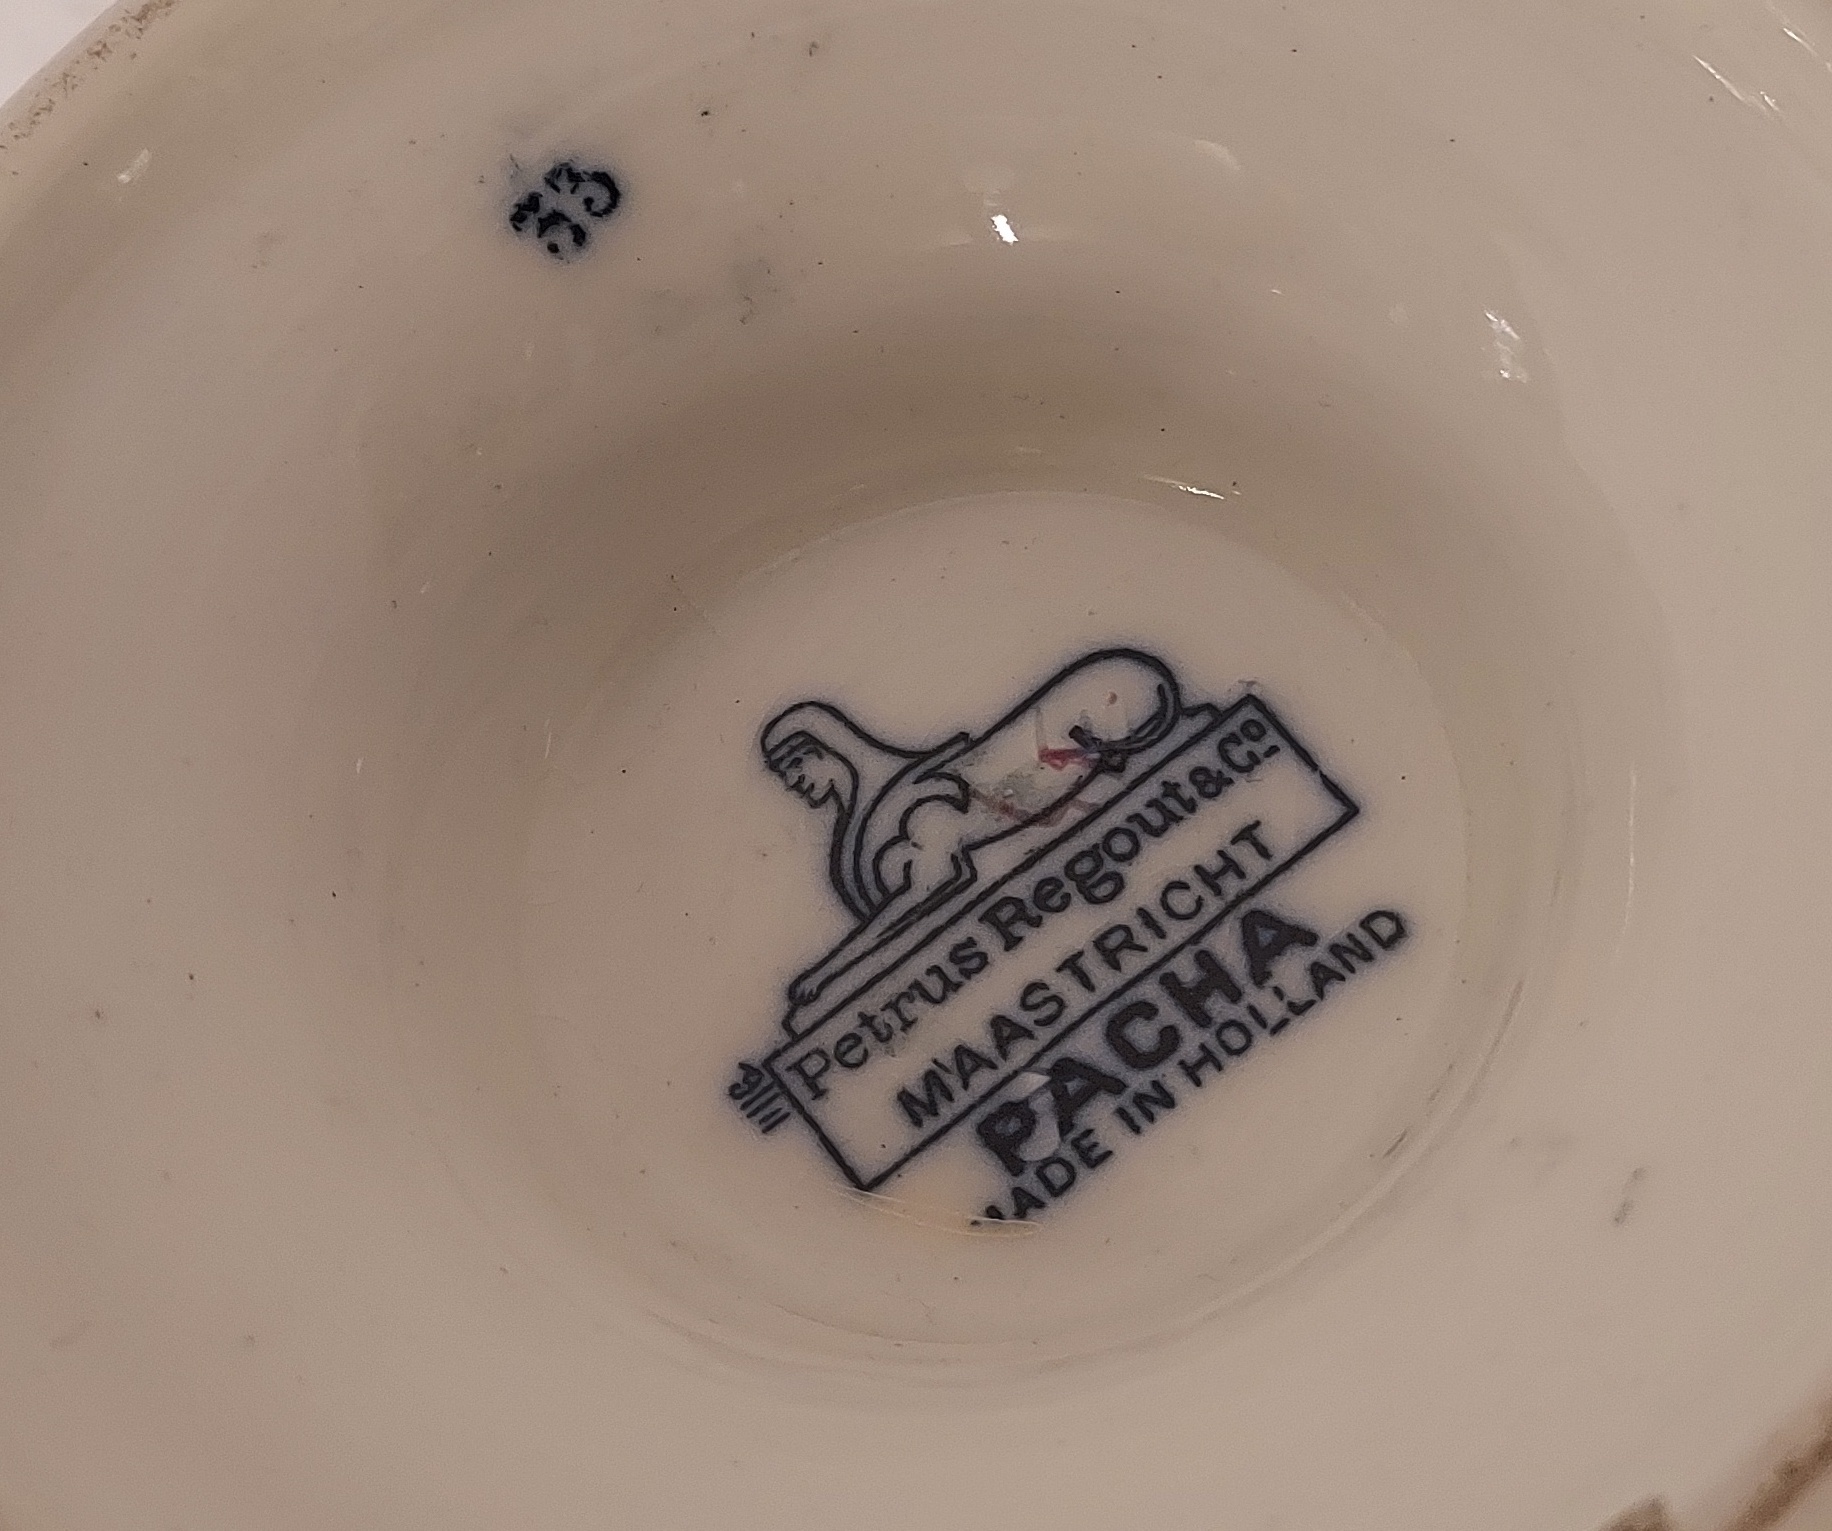 Petrus Regout & Co
MAASTRICHT
PACHA
MADE IN HOLLAND